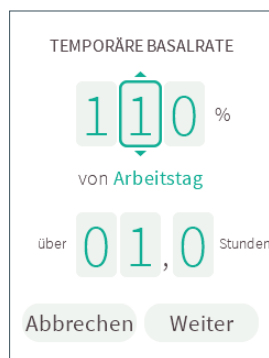 TEMPORÄRE BASALRATE
110 %
von Arbeitstag
über 01,0 Stunden
Abbrechen Weiter